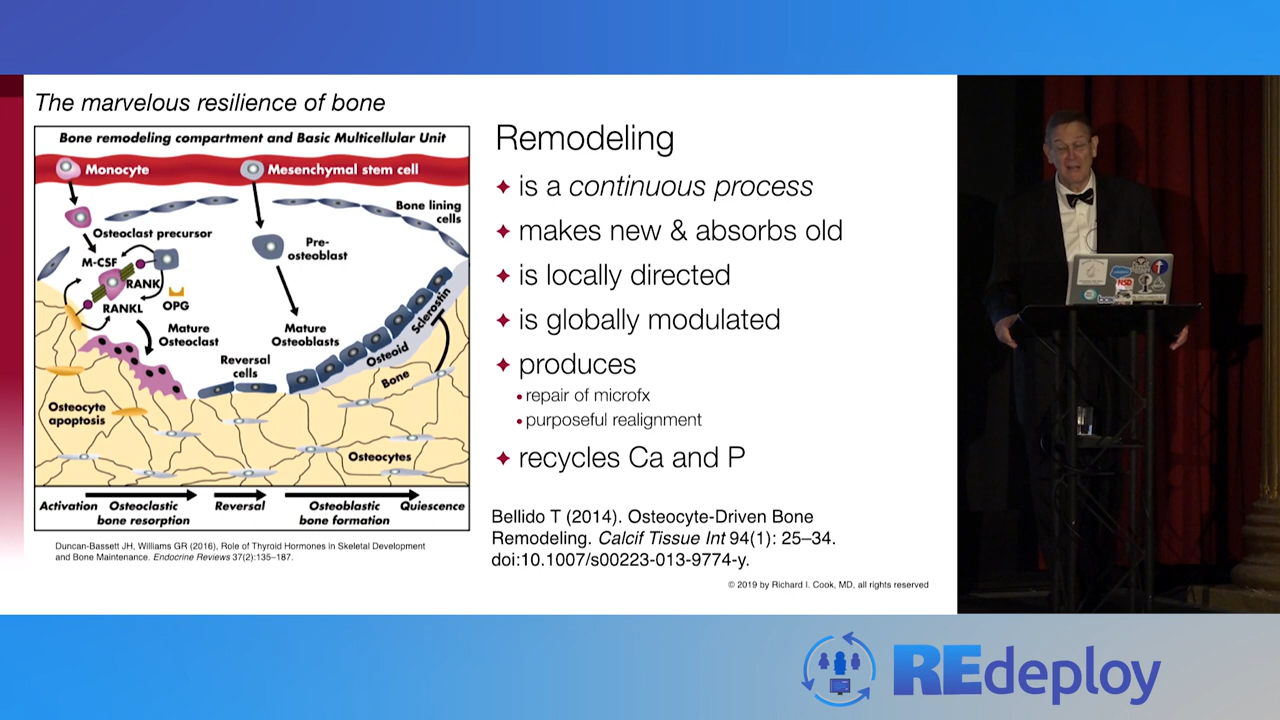 The marvelous resilience of bone
Bone remodeling compartment and Basic Multicellular Unit
Monocyte
Mesenchymal stem cell
Bone lining
cells
Osteoclast precursor
Pre-
osteoblast
M-CSF
RANK
RANKL
OPG
Mature
Osteoclast
Mature
Osteoblasts
Reversal
cells
Osteoid
Sclerostin
Bone
Osteocyte
apoptosis
Osteocytes
Activation
Osteoclastic
bone resorption
Reversal
Osteoblastic
bone formation
Quiescence
Duncan-Bassett JH, Williams GR (2016), Role of Thyroid Hormones in Skeletal Development
and Bone Maintenance. Endocrine Reviews 37(2):135–187.
Remodeling
✦ is a continuous process
✦ makes new & absorbs old
✦ is locally directed
✦ is globally modulated
✦ produces
• repair of microfx
• purposeful realignment
✦ recycles Ca and P
Bellido T (2014). Osteocyte-Driven Bone
Remodeling. Calcif Tissue Int 94(1): 25–34.
doi:10.1007/s00223-013-9774-y.
© 2019 by Richard I. Cook, MD, all rights reserved
NSD
REdeploy